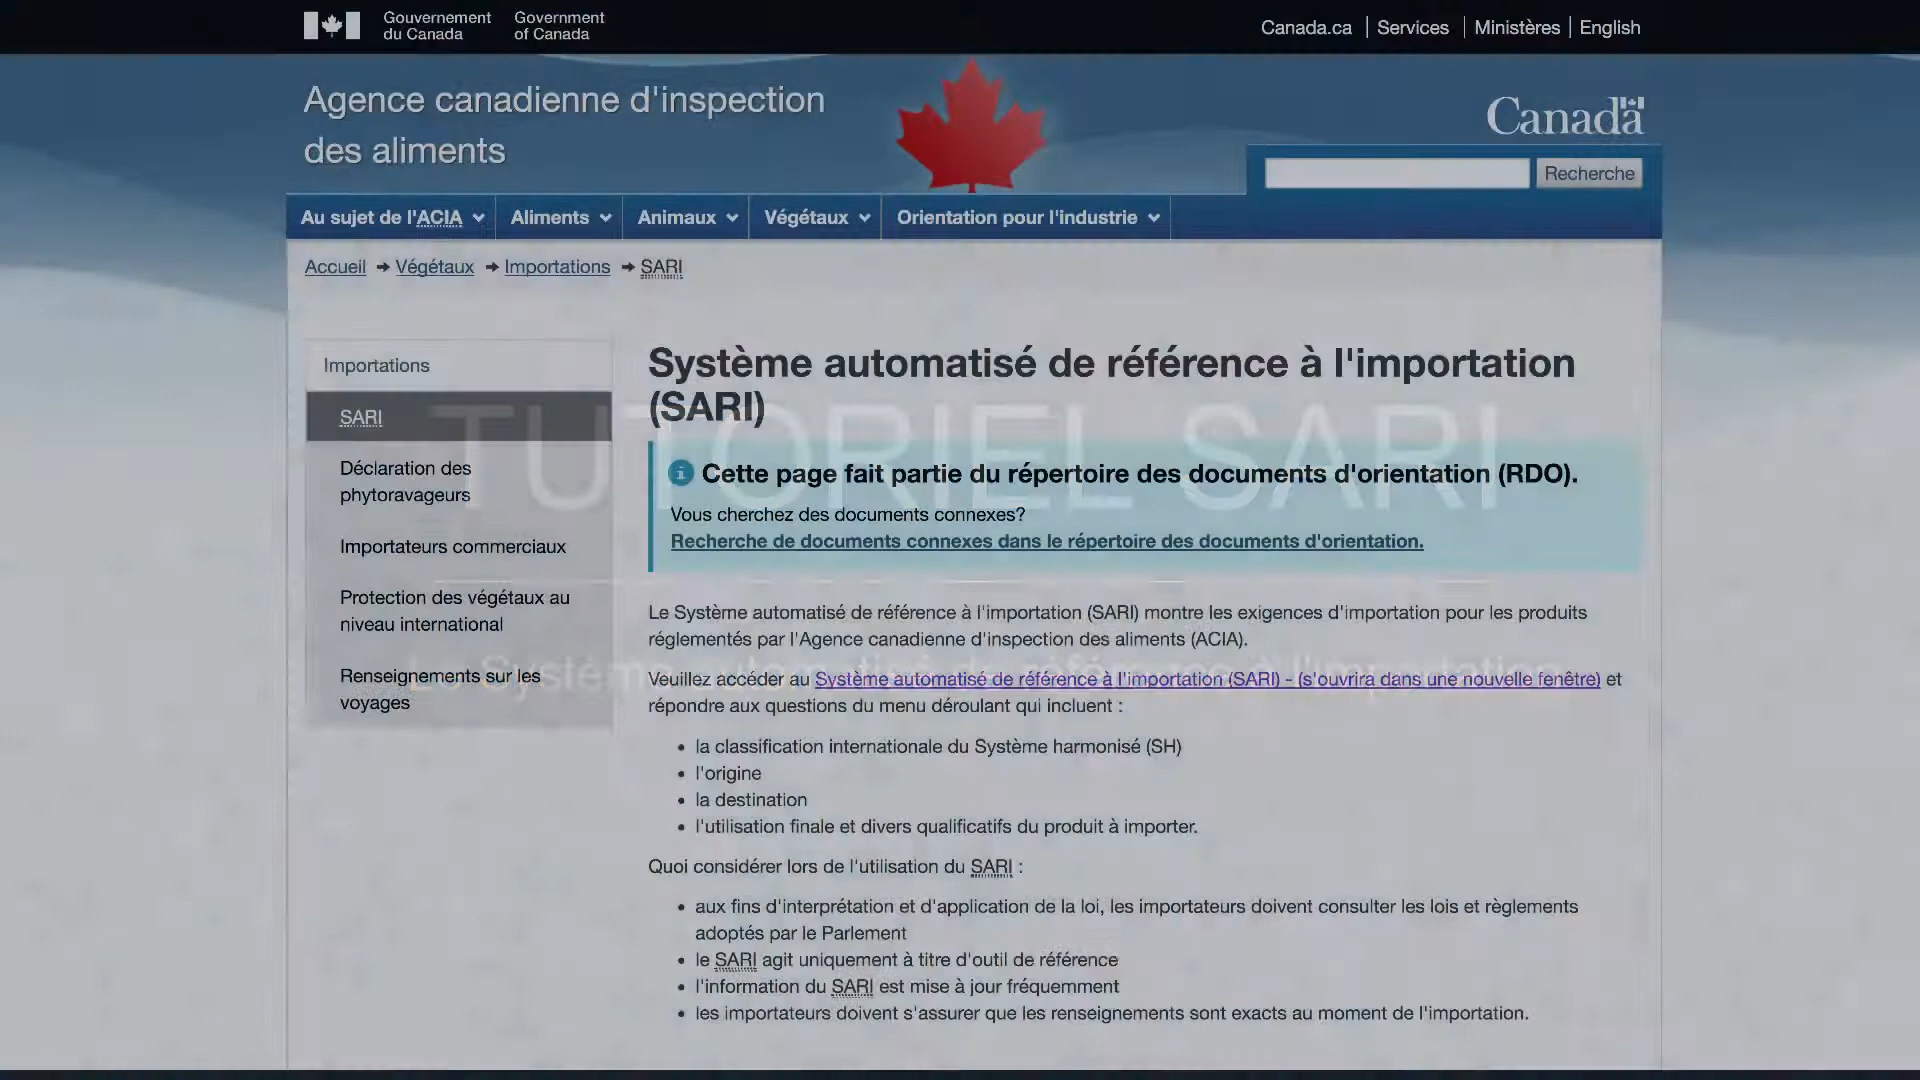 Gouvernement
du Canada
Government
of Canada
Canada.ca
Services
Ministères
English
Agence canadienne d'inspection
des aliments
Canada
Recherche
Au sujet de l'ACIA
Aliments
Animaux
Végétaux
Orientation pour l'industrie
Accueil
Végétaux
Importations
SARI
Importations
SARI
Déclaration des
phytoravageurs
Importateurs commerciaux
Protection des végétaux au
niveau international
Renseignements sur les
voyages
Système automatisé de référence à l'importation
(SARI)
TUTORIEL SARI
Cette page fait partie du répertoire des documents d'orientation (RDO).
Vous cherchez des documents connexes?
Recherche de documents connexes dans le répertoire des documents d'orientation.
Le Système automatisé de référence à l'importation (SARI) montre les exigences d'importation pour les produits
réglementés par l'Agence canadienne d'inspection des aliments (ACIA).
Le Système automatisé de référence à l'importation
Veuillez accéder au Système automatisé de référence à l'importation (SARI) - (s'ouvrira dans une nouvelle fenêtre) et
répondre aux questions du menu déroulant qui incluent :
• la classification internationale du Système harmonisé (SH)
• l'origine
• la destination
• l'utilisation finale et divers qualificatifs du produit à importer.
Quoi considérer lors de l'utilisation du SARI :
• aux fins d'interprétation et d'application de la loi, les importateurs doivent consulter les lois et règlements
adoptés par le Parlement
• le SARI agit uniquement à titre d'outil de référence
• l'information du SARI est mise à jour fréquemment
• les importateurs doivent s'assurer que les renseignements sont exacts au moment de l'importation.